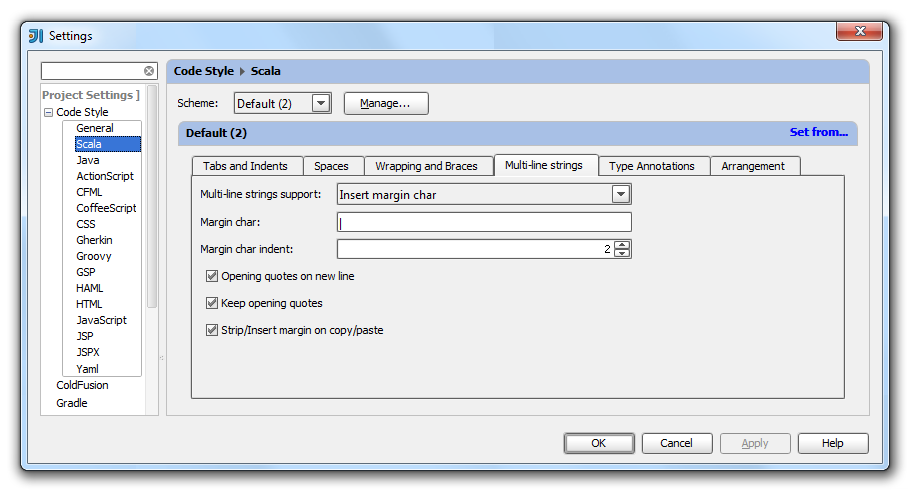 Settings
Project Settings ]
Code Style
General
Scala
Java
ActionScript
CFML
CoffeeScript
CSS
Gherkin
Groovy
GSP
HAML
HTML
JavaScript
JSP
JSPX
Yaml
ColdFusion
Gradle
Code Style Scala
Scheme: Default (2) Manage...
Default (2) Set from...
Tabs and Indents Spaces Wrapping and Braces Multi-line strings Type Annotations Arrangement
Multi-line strings support: Insert margin char
Margin char: |
Margin char indent: 2
Opening quotes on new line
Keep opening quotes
Strip/Insert margin on copy/paste
OK Cancel Apply Help